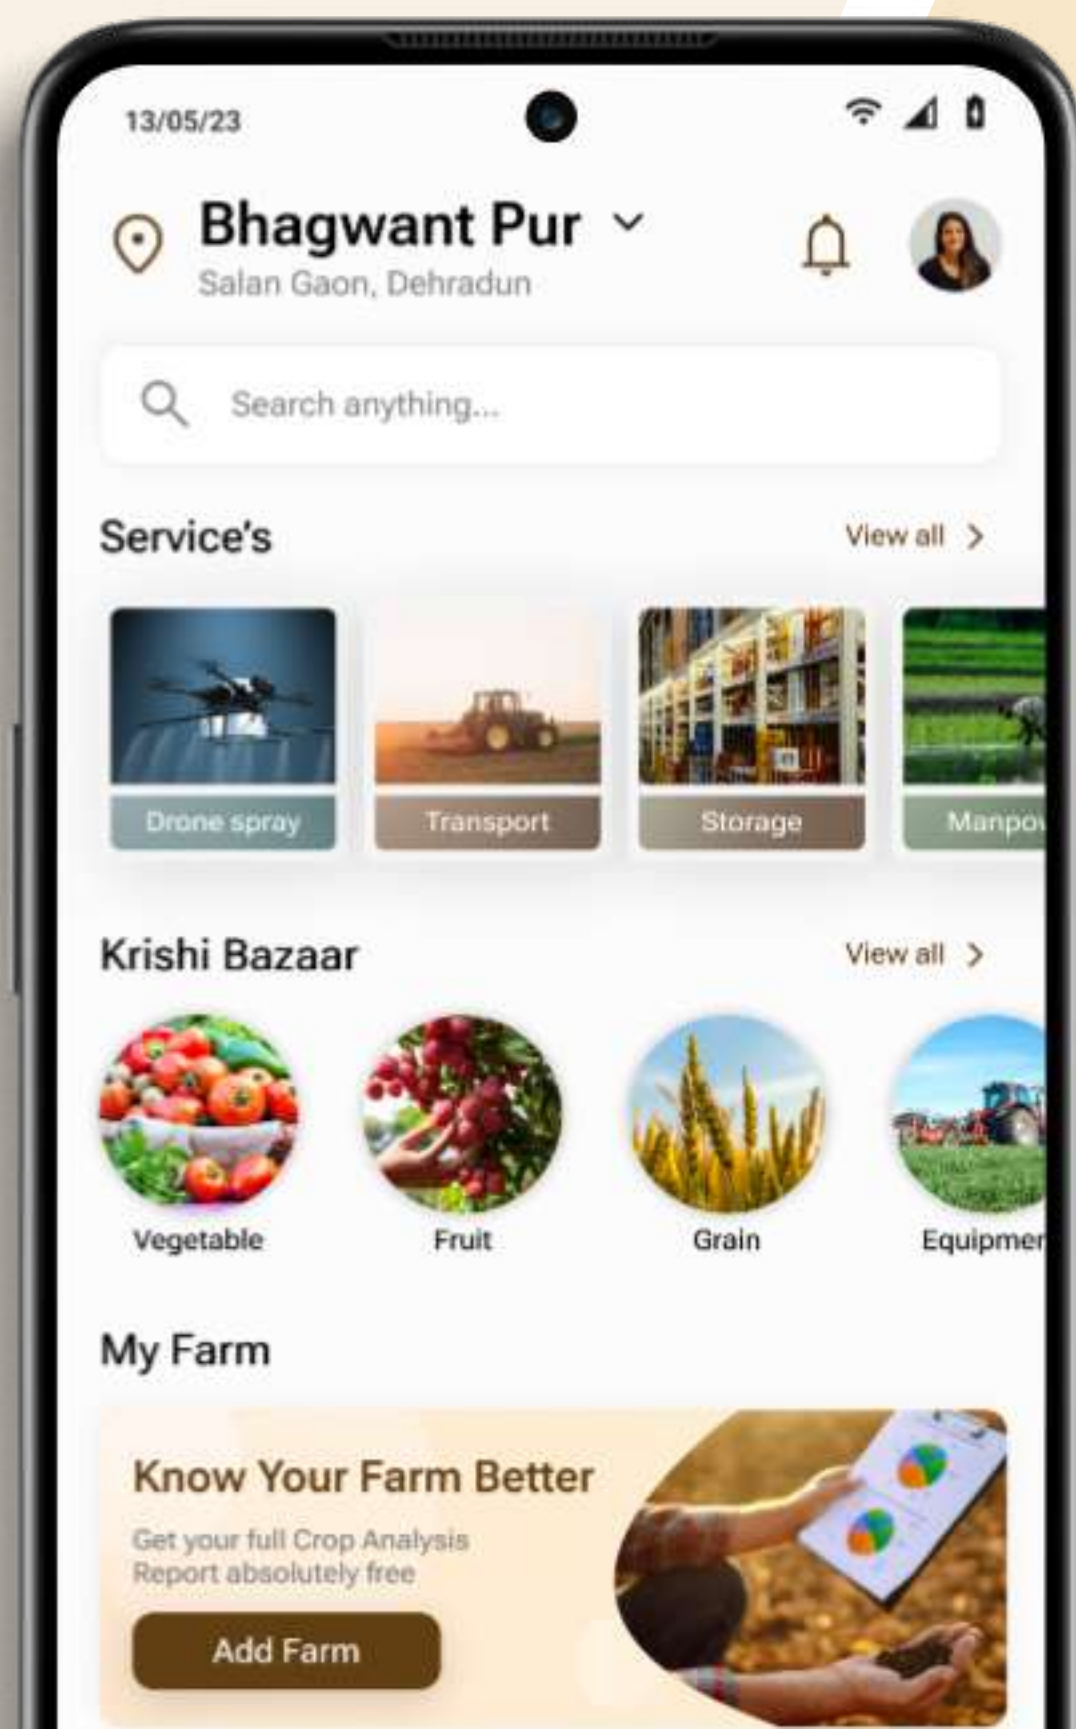 13/05/23
Bhagwant Pur
Salan Gaon, Dehradun
Search anything...
Service's
View all
Drone spray
Transport
Storage
Manpov
Krishi Bazaar
View all
Vegetable
Fruit
Grain
Equipmer
My Farm
Know Your Farm Better
Get your full Crop Analysis
Report absolutely free
Add Farm